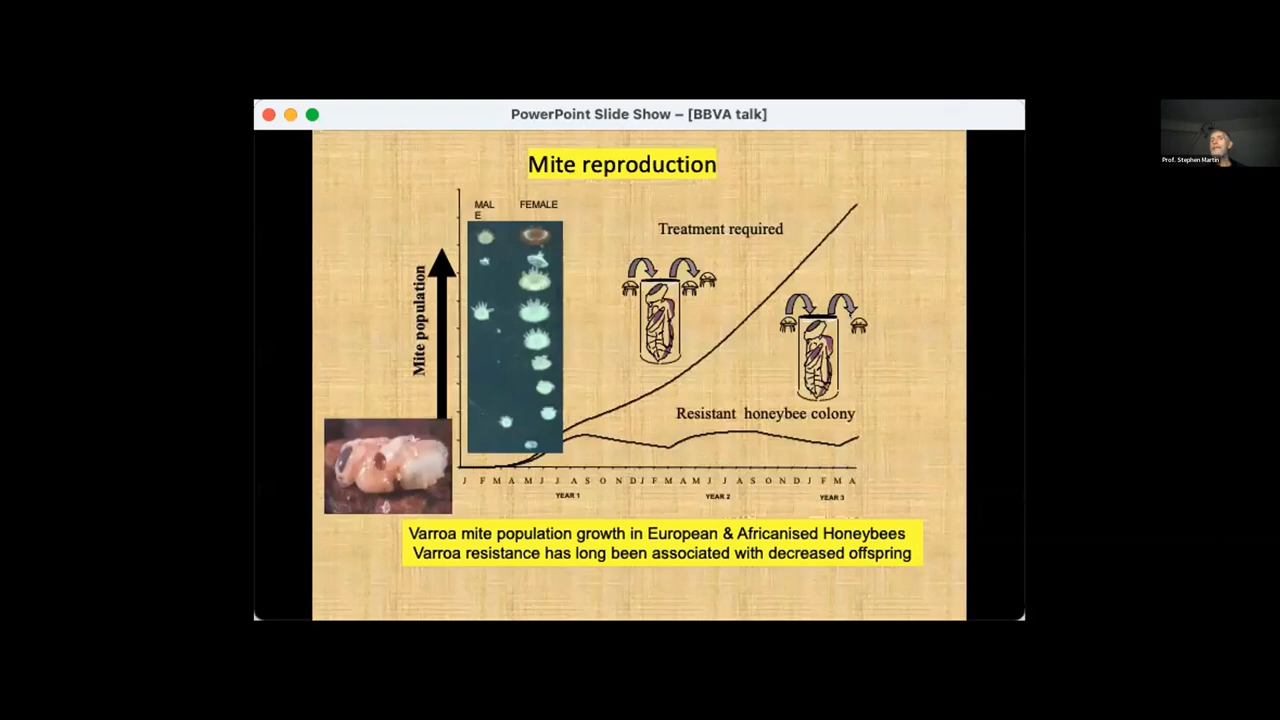 PowerPoint Slide Show – [BBVA talk]
Prof. Stephen Martin
Mite reproduction
MAL
E
FEMALE
Treatment required
Mite population
Resistant honeybee colony
J F M A M J J A S O N D J F M A M J J A S O N D J F M A
YEAR 1
YEAR 2
YEAR 3
Varroa mite population growth in European & Africanised Honeybees
Varroa resistance has long been associated with decreased offspring